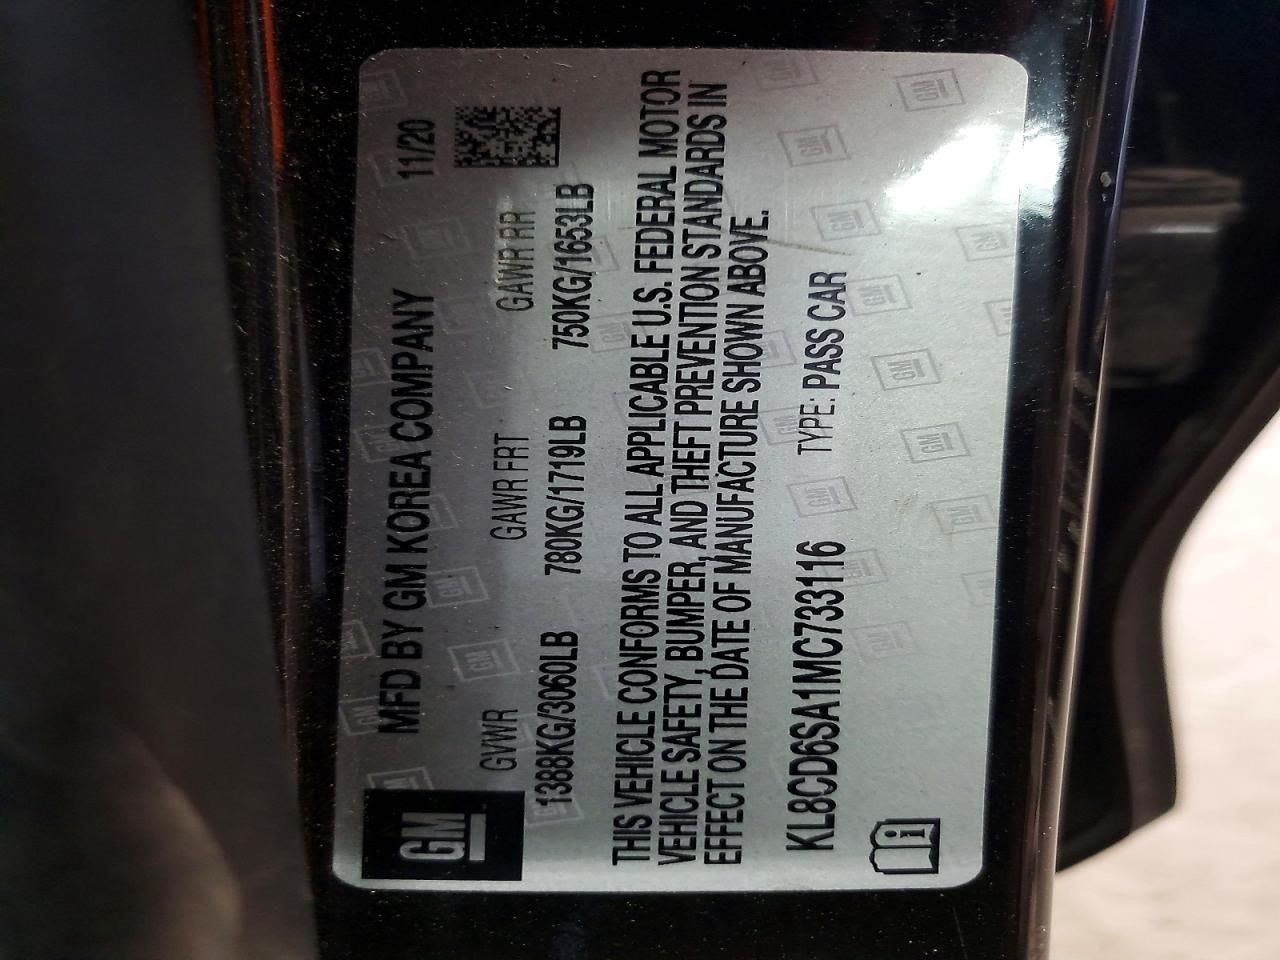 GM
MFD BY GM KOREA COMPANY 11/20
GVWR GAWR FRT GAWR RR
1388KG/3060LB 780KG/1719LB 750KG/1653LB
THIS VEHICLE CONFORMS TO ALL APPLICABLE U.S. FEDERAL MOTOR
VEHICLE SAFETY, BUMPER, AND THEFT PREVENTION STANDARDS IN
EFFECT ON THE DATE OF MANUFACTURE SHOWN ABOVE.
KL8CD6SA1MC733116 TYPE: PASS CAR